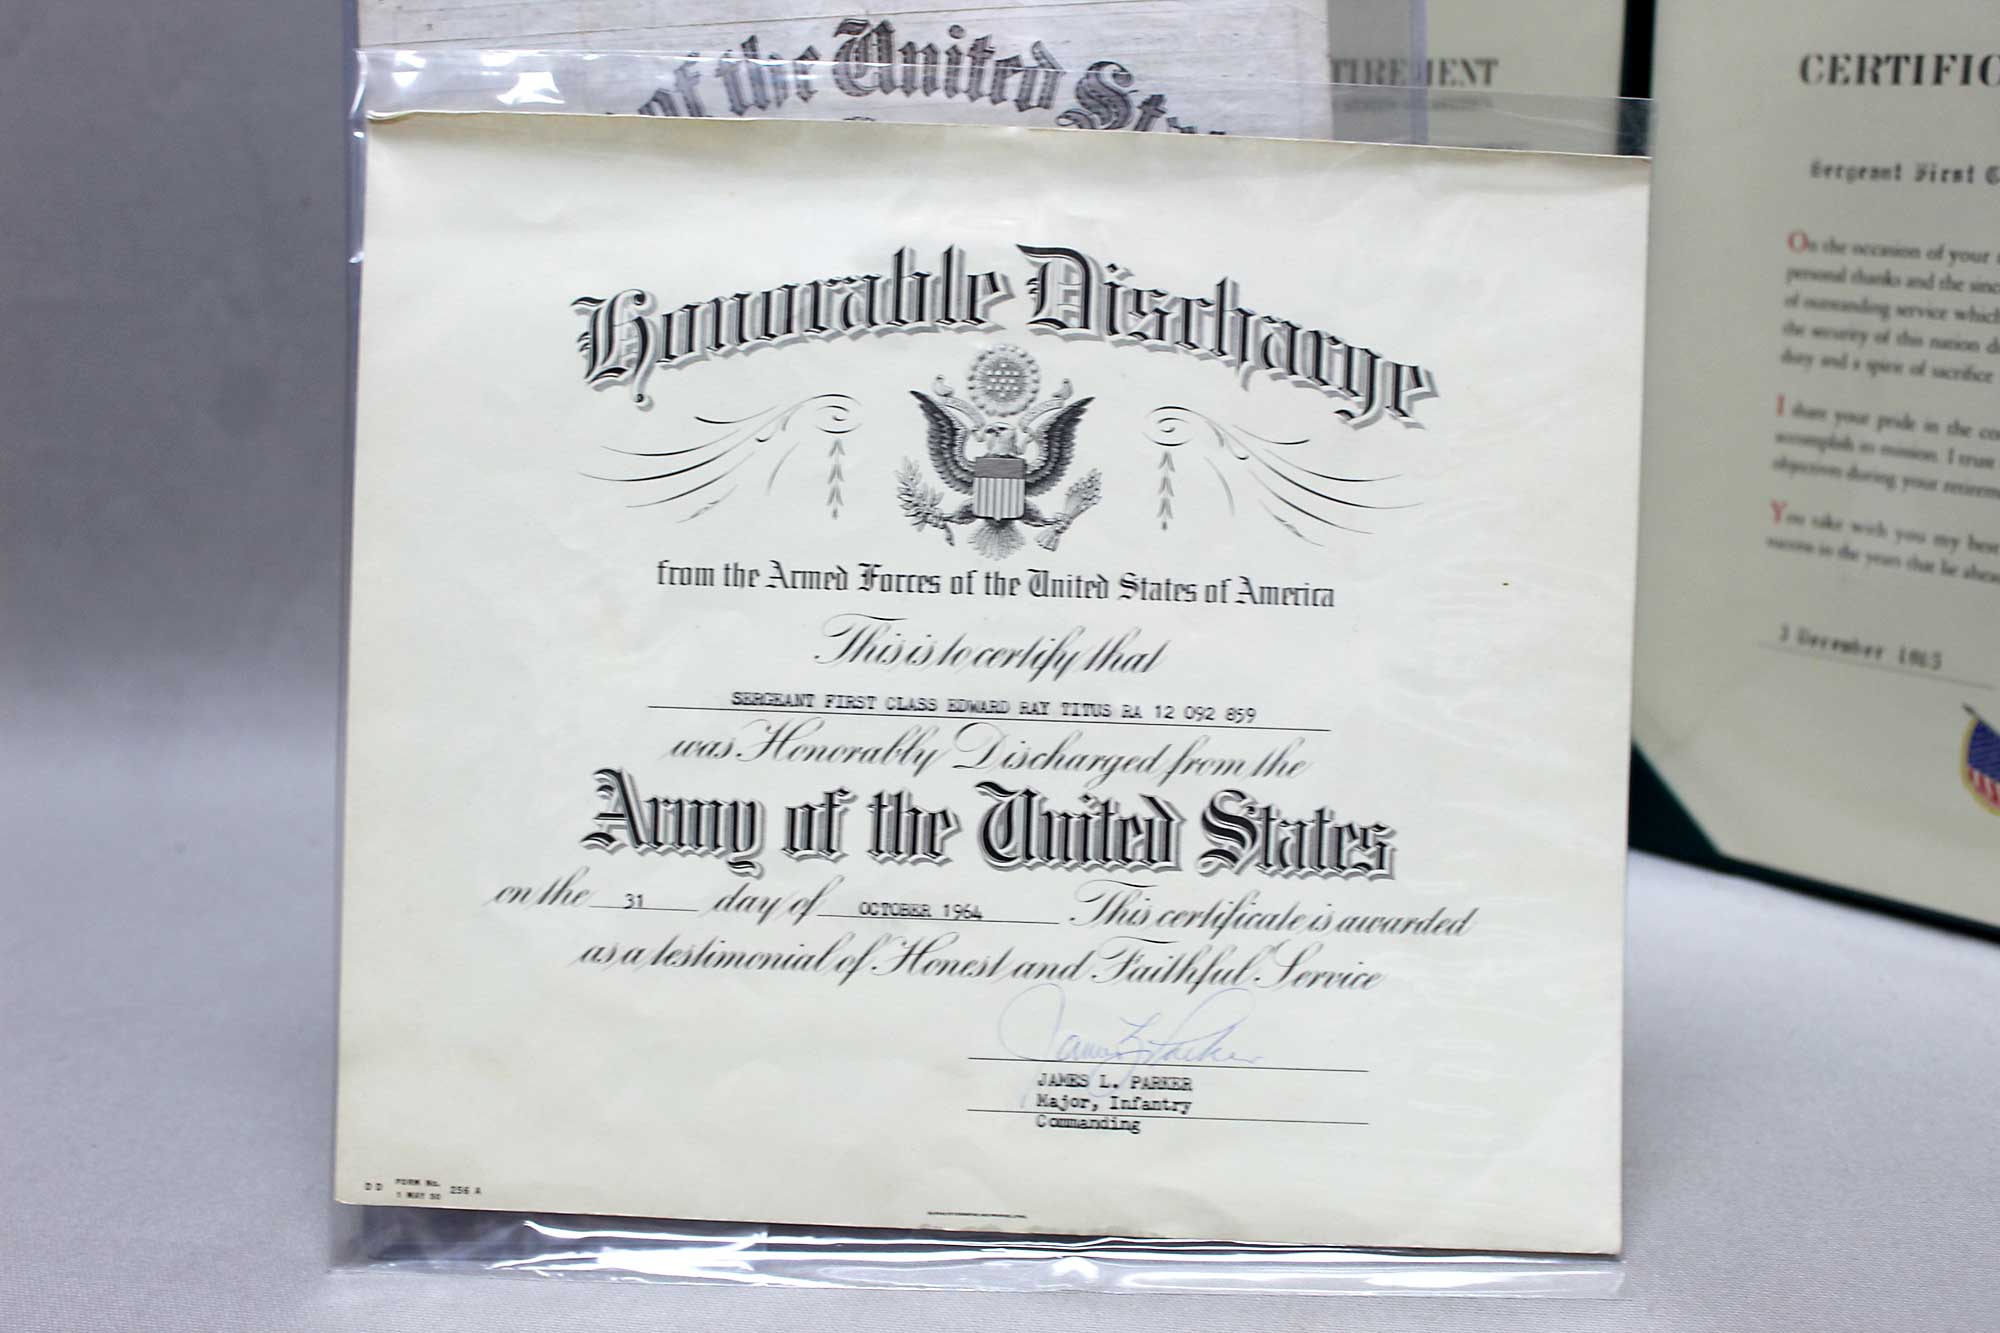 of the United
TIREMENT
Honorable Discharge
from the Armed Forces of the United States of America
This is to certify that
SERGEANT FIRST CLASS EDWARD RAY TITUS RA 12 092 859
was Honorably Discharged from the
Army of the United States
on the 31 day of OCTOBER 1964 This certificate is awarded
as a testimonial of Honest and Faithful Service
James L Parker
JAMES L. PARKER
Major, Infantry
Commanding
DD FORM No. 256 A
1 MAY 50
CERTIFIC
Sergeant First C
On the occasion of your
personal thanks and the sinc
of outstanding service which
the security of this nation d
duty and a spirit of sacrifice
I share your pride in the co
accomplish its mission. I trust
objectives during your retirem
You take with you my best
success in the years that lie ahea
3 December 1965